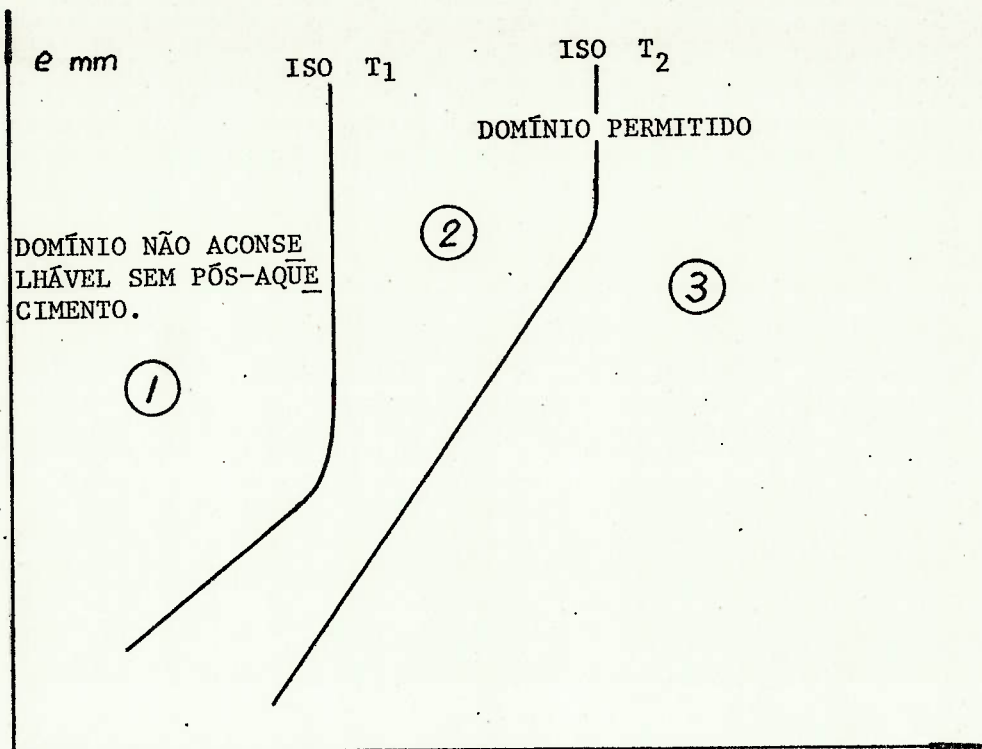 e mm
ISO T₁
ISO T₂
DOMÍNIO PERMITIDO
DOMÍNIO NÃO ACONSE
LHÁVEL SEM PÓS-AQUE
CIMENTO.
2
3
1